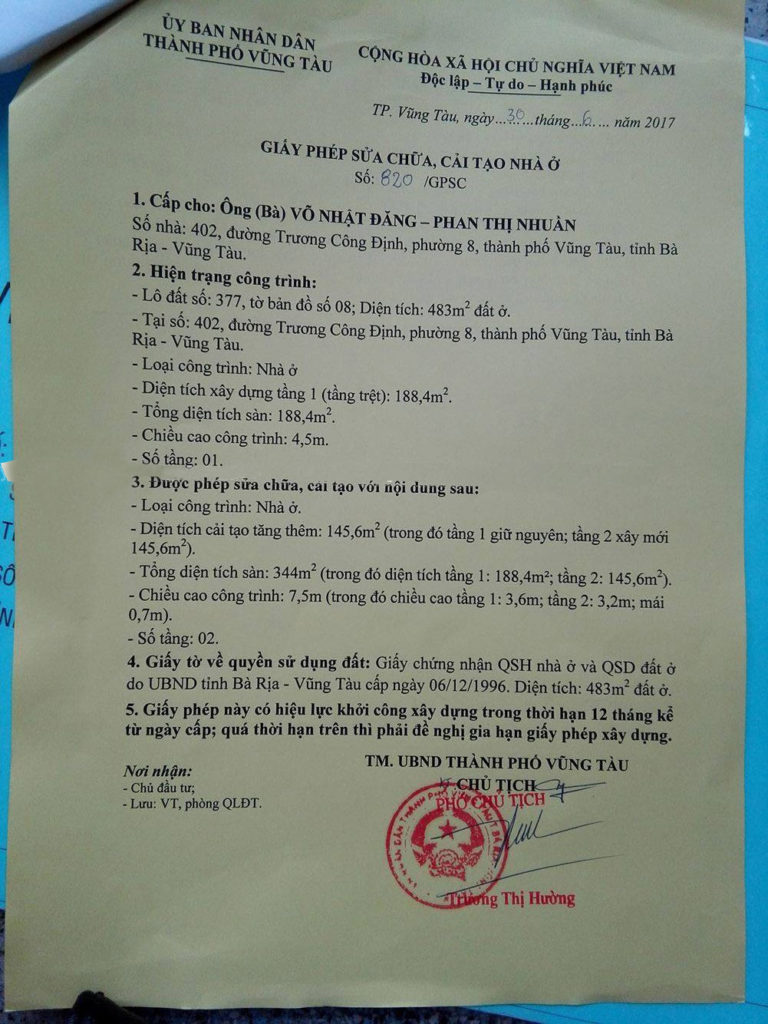 ỦY BAN NHÂN DÂN
THÀNH PHỐ VŨNG TÀU
CỘNG HÒA XÃ HỘI CHỦ NGHĨA VIỆT NAM
Độc lập – Tự do – Hạnh phúc
TP. Vũng Tàu, ngày...30...tháng...6... năm 2017
GIẤY PHÉP SỬA CHỮA, CẢI TẠO NHÀ Ở
Số: 820 /GPSC
1. Cấp cho: Ông (Bà) VÕ NHẬT ĐĂNG – PHAN THỊ NHUẦN
Số nhà: 402, đường Trương Công Định, phường 8, thành phố Vũng Tàu, tỉnh Bà
Rịa - Vũng Tàu.
2. Hiện trạng công trình:
- Lô đất số: 377, tờ bản đồ số 08; Diện tích: 483m² đất ở.
- Tại số: 402, đường Trương Công Định, phường 8, thành phố Vũng Tàu, tỉnh Bà
Rịa - Vũng Tàu.
- Loại công trình: Nhà ở
- Diện tích xây dựng tầng 1 (tầng trệt): 188,4m².
- Tổng diện tích sàn: 188,4m².
- Chiều cao công trình: 4,5m.
- Số tầng: 01.
3. Được phép sửa chữa, cải tạo với nội dung sau:
- Loại công trình: Nhà ở.
- Diện tích cải tạo tăng thêm: 145,6m² (trong đó tầng 1 giữ nguyên; tầng 2 xây mới
145,6m²).
- Tổng diện tích sàn: 344m² (trong đó diện tích tầng 1: 188,4m²; tầng 2: 145,6m²).
- Chiều cao công trình: 7,5m (trong đó chiều cao tầng 1: 3,6m; tầng 2: 3,2m; mái
0,7m).
- Số tầng: 02.
4. Giấy tờ về quyền sử dụng đất: Giấy chứng nhận QSH nhà ở và QSD đất ở
do UBND tỉnh Bà Rịa - Vũng Tàu cấp ngày 06/12/1996. Diện tích: 483m² đất ở.
5. Giấy phép này có hiệu lực khởi công xây dựng trong thời hạn 12 tháng kể
từ ngày cấp; quá thời hạn trên thì phải đề nghị gia hạn giấy phép xây dựng.
TM. UBND THÀNH PHỐ VŨNG TÀU
CHỦ TỊCH
PHÓ CHỦ TỊCH
Nơi nhận:
- Chủ đầu tư;
- Lưu: VT, phòng QLĐT.
Trương Thị Hường